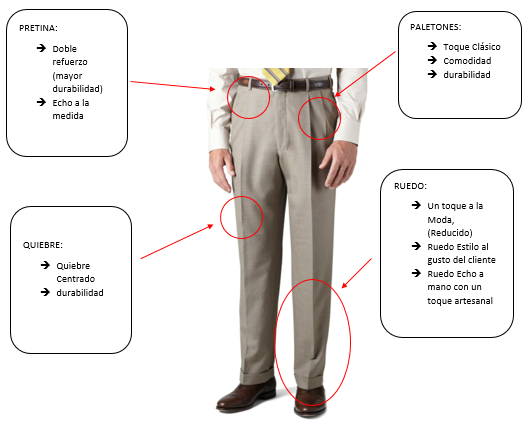 PRETINA:
➔ Doble
refuerzo
(mayor
durabilidad)
➔ Echo a la
medida
PALETONES:
➔ Toque Clásico
➔ Comodidad
➔ durabilidad
QUIEBRE:
➔ Quiebre
Centrado
➔ durabilidad
RUEDO:
➔ Un toque a la
Moda,
(Reducido)
➔ Ruedo Estilo al
gusto del cliente
➔ Ruedo Echo a
mano con un
toque artesanal